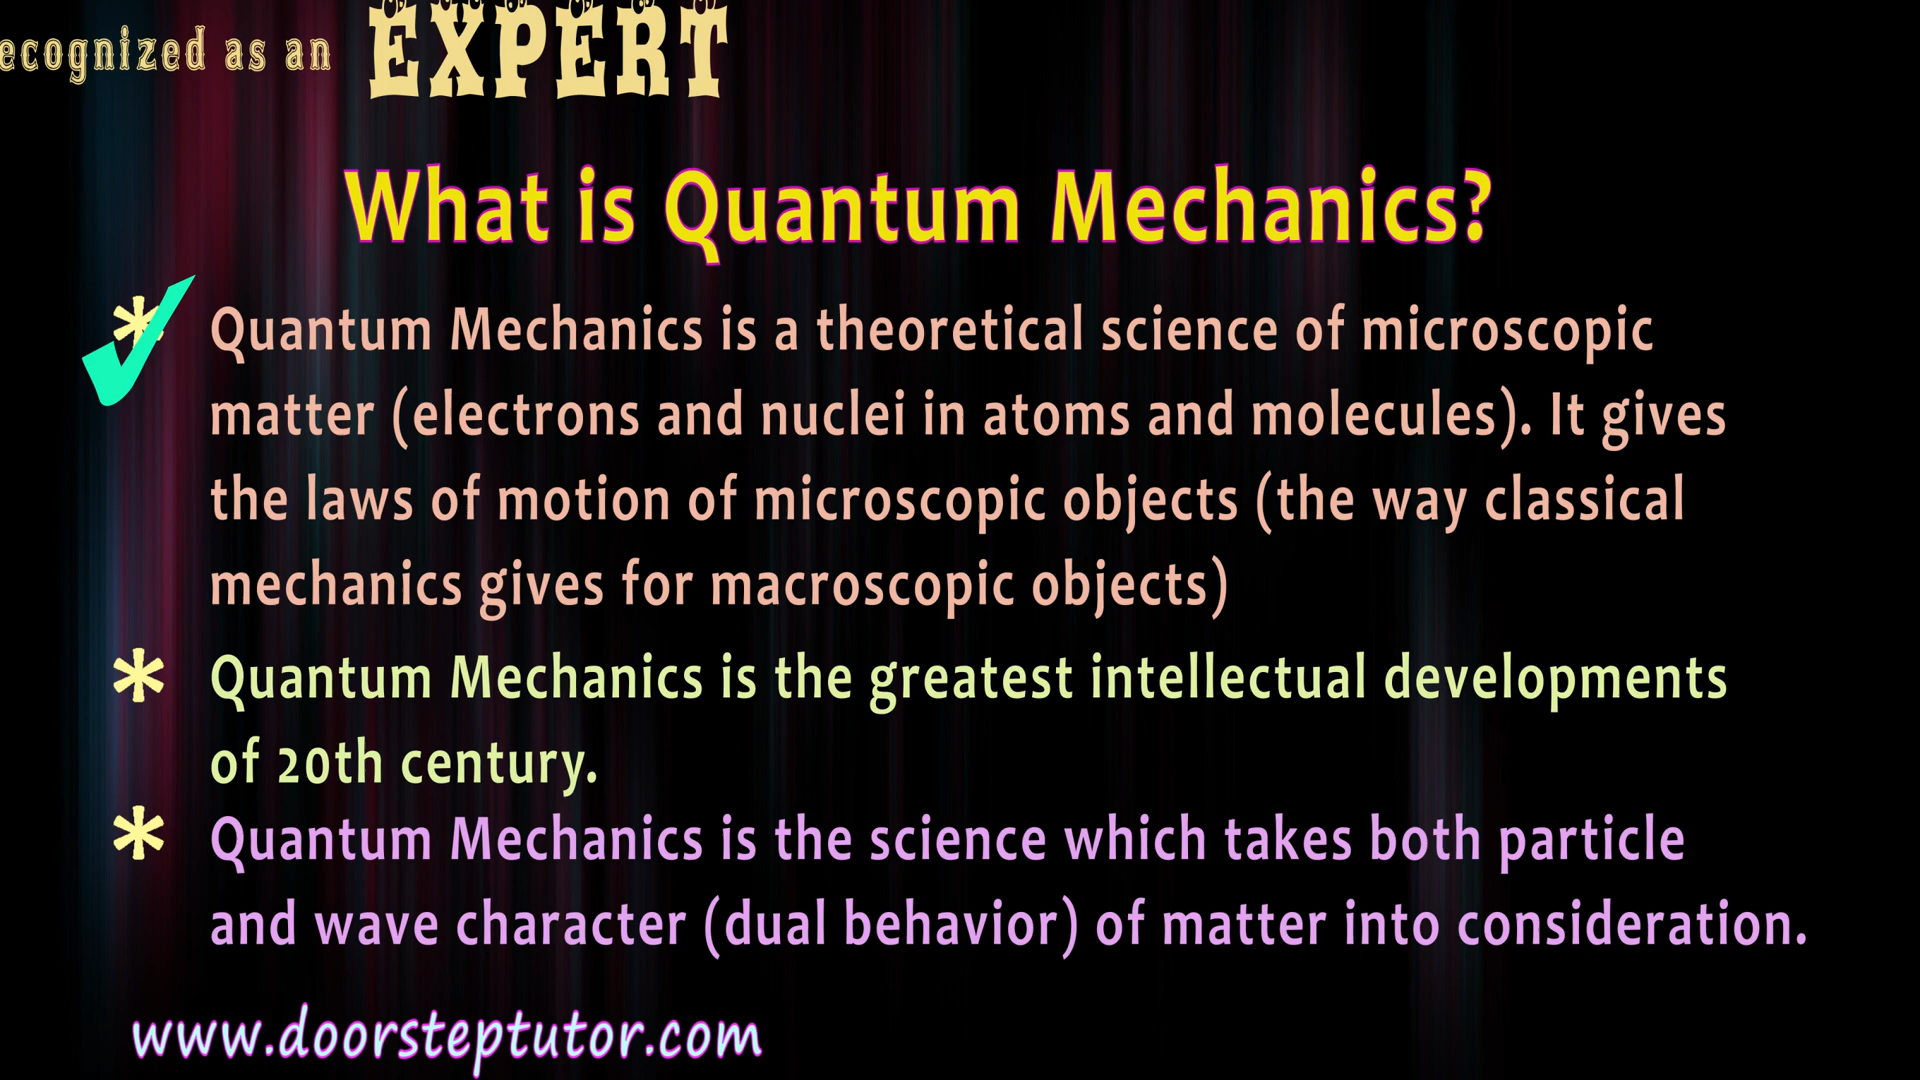 ecognized as an EXPERT
What is Quantum Mechanics?
* Quantum Mechanics is a theoretical science of microscopic
matter (electrons and nuclei in atoms and molecules). It gives
the laws of motion of microscopic objects (the way classical
mechanics gives for macroscopic objects)
* Quantum Mechanics is the greatest intellectual developments
of 20th century.
* Quantum Mechanics is the science which takes both particle
and wave character (dual behavior) of matter into consideration.
www.doorsteptutor.com